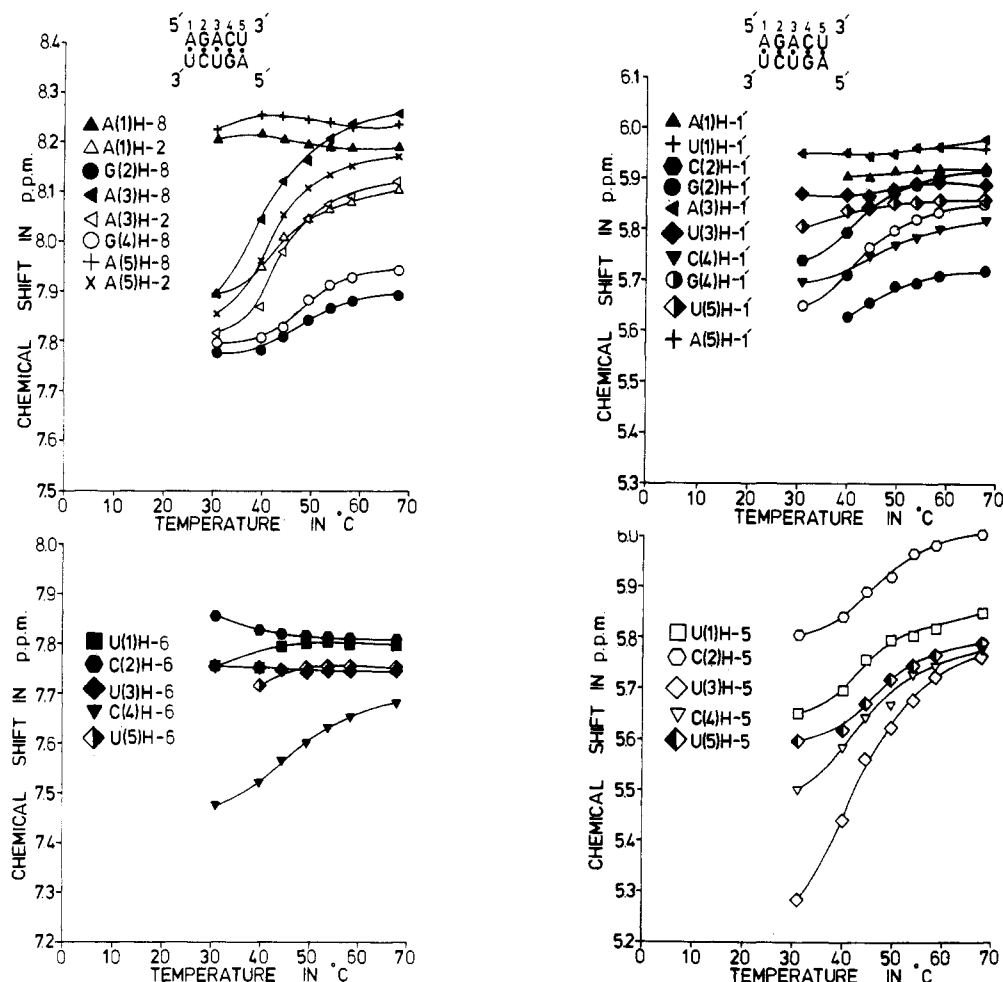 5′ 1 2 3 4 5 3′
A G A C U
U C U G A
3′ 5′
8.4
8.3
8.2
8.1
8.0
7.9
7.8
7.7
7.6
7.5
CHEMICAL SHIFT IN p.p.m.
A(1)H-8
A(1)H-2
G(2)H-8
A(3)H-8
A(3)H-2
G(4)H-8
A(5)H-8
A(5)H-2
0 10 20 30 40 50 60 70
TEMPERATURE IN °C
5′ 1 2 3 4 5 3′
A G A C U
U C U G A
3′ 5′
6.1
6.0
5.9
5.8
5.7
5.6
5.5
5.4
5.3
CHEMICAL SHIFT IN p.p.m.
A(1)H-1′
U(1)H-1′
C(2)H-1′
G(2)H-1′
A(3)H-1′
U(3)H-1′
C(4)H-1′
G(4)H-1′
U(5)H-1′
A(5)H-1′
0 10 20 30 40 50 60 70
TEMPERATURE IN °C
8.0
7.9
7.8
7.7
7.6
7.5
7.4
7.3
7.2
CHEMICAL SHIFT IN p.p.m.
U(1)H-6
C(2)H-6
U(3)H-6
C(4)H-6
U(5)H-6
0 10 20 30 40 50 60 70
TEMPERATURE IN °C
6.0
5.9
5.8
5.7
5.6
5.5
5.4
5.3
5.2
CHEMICAL SHIFT IN p.p.m.
U(1)H-5
C(2)H-5
U(3)H-5
C(4)H-5
U(5)H-5
0 10 20 30 40 50 60 70
TEMPERATURE IN °C